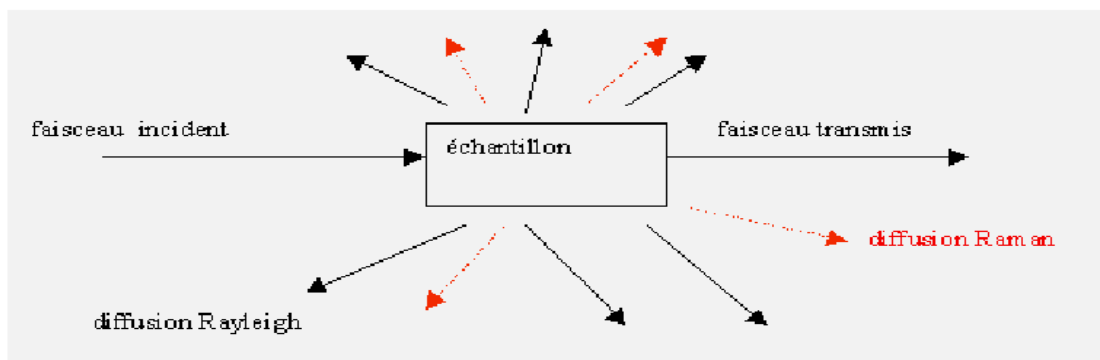 faisceau incident
faisceau transmis
échantillon
diffusion Raman
diffusion Rayleigh